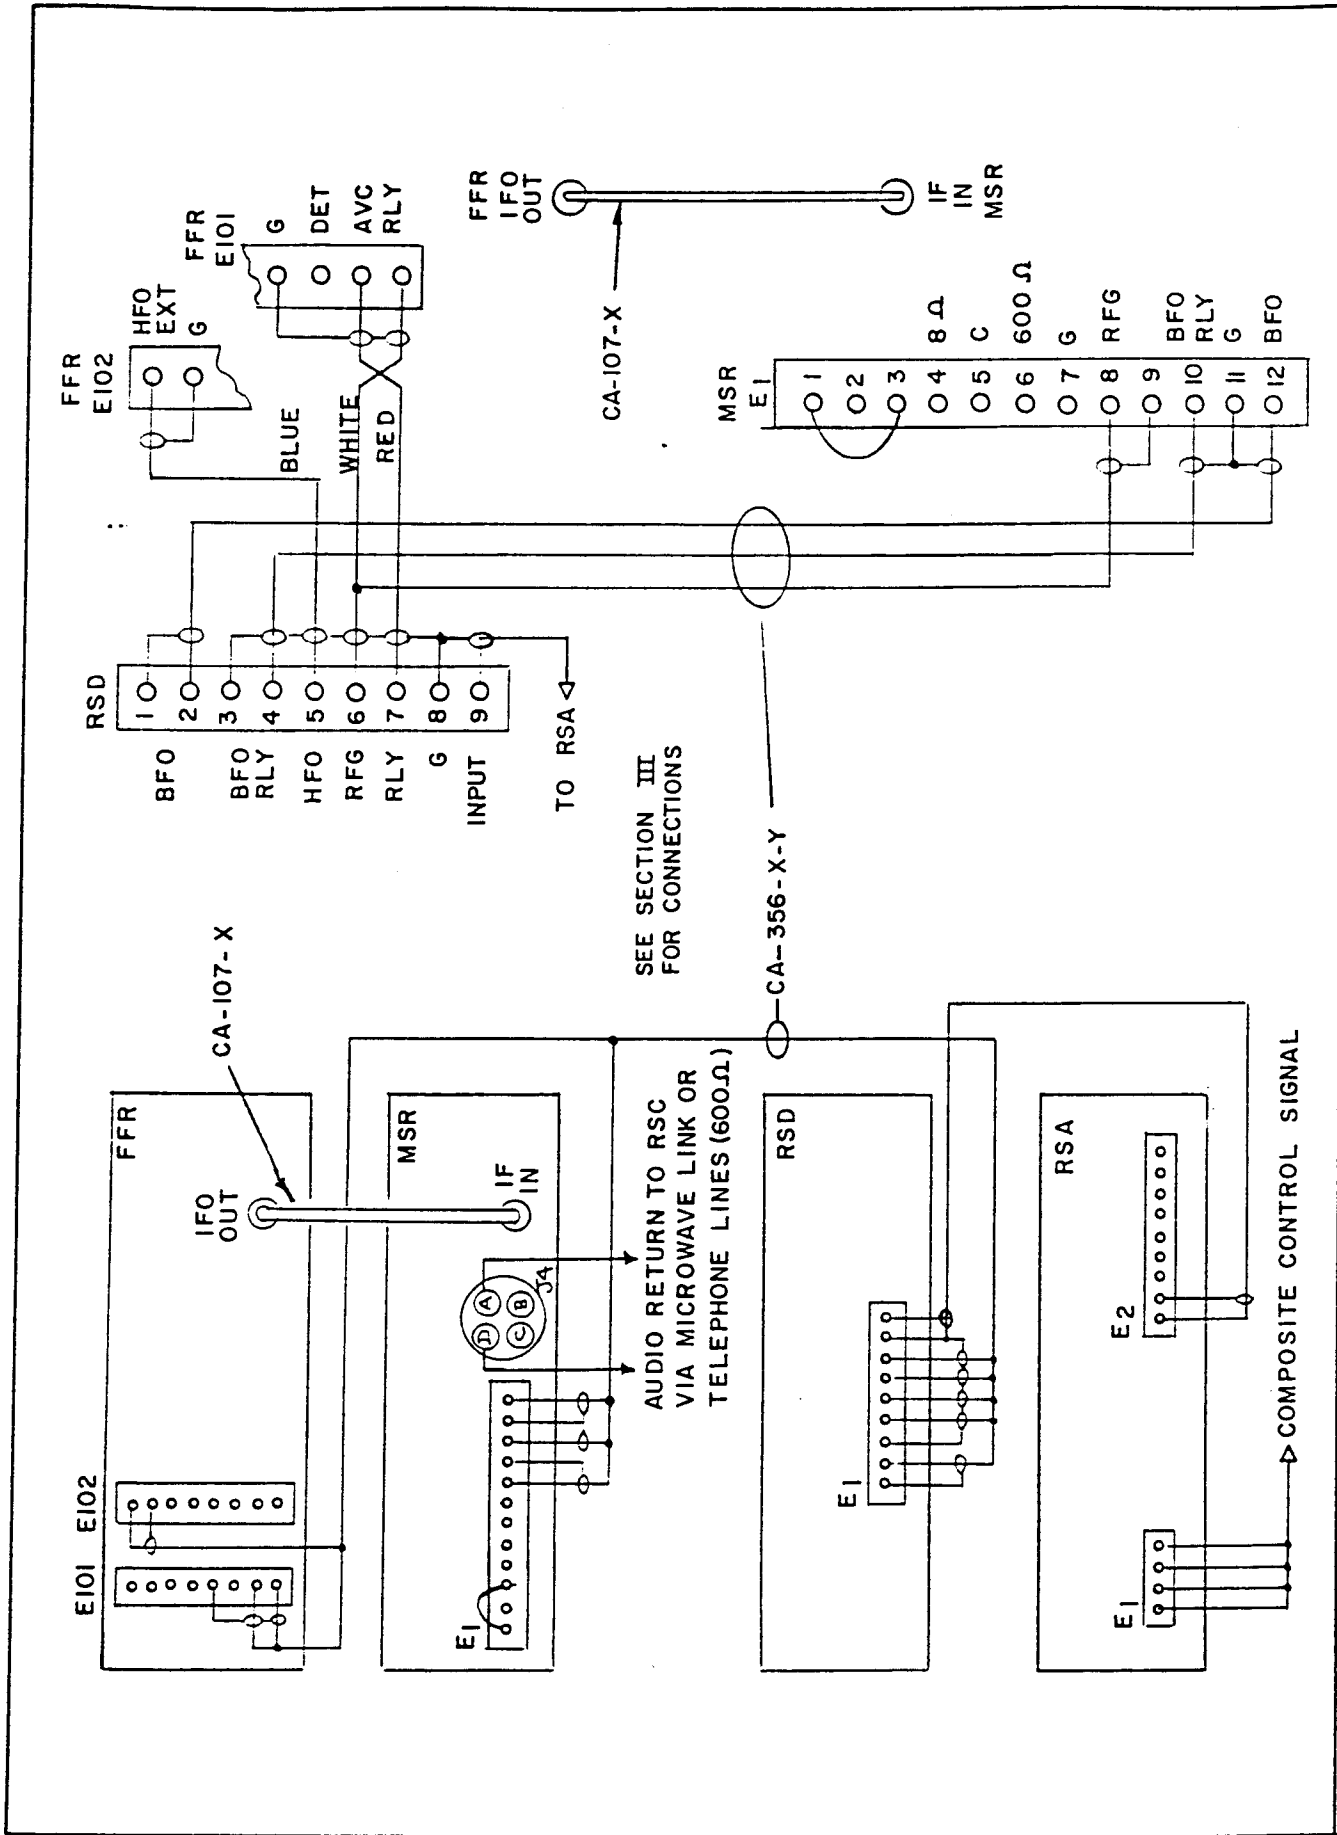 FFR
E102
HFO
EXT
G
FFR
E101
G
DET
AVC
RLY
BLUE
WHITE
RED
RSD
1
2
3
4
5
6
7
8
9
BFO
BFO
RLY
HFO
RFG
RLY
G
INPUT
TO RSA
FFR
IFO
OUT
CA-107-X
IF
IN
MSR
MSR
E1
1
2
3
4
5
6
7
8
9
10
11
12
8Ω
C
600Ω
G
RFG
BFO
RLY
G
BFO
SEE SECTION III
FOR CONNECTIONS
CA-356-X-Y
CA-107-X
FFR
IFO
OUT
E101
E102
MSR
IF
IN
J4
A
B
C
D
E1
AUDIO RETURN TO RSC
VIA MICROWAVE LINK OR
TELEPHONE LINES (600Ω)
RSD
E1
RSA
E2
E1
COMPOSITE CONTROL SIGNAL